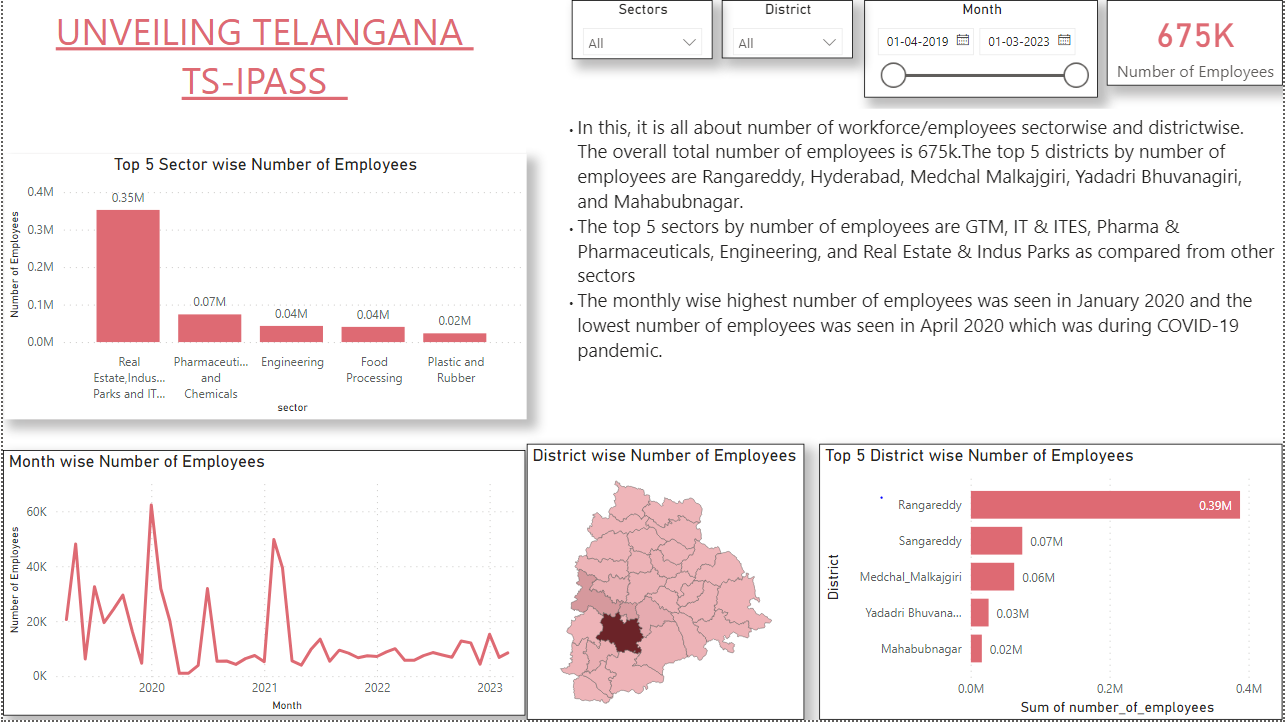 UNVEILING TELANGANA
TS-IPASS
Sectors
All
District
All
Month
01-04-2019
01-03-2023
675K
Number of Employees
• In this, it is all about number of workforce/employees sectorwise and districtwise.
The overall total number of employees is 675k.The top 5 districts by number of
employees are Rangareddy, Hyderabad, Medchal Malkajgiri, Yadadri Bhuvanagiri,
and Mahabubnagar.
• The top 5 sectors by number of employees are GTM, IT & ITES, Pharma &
Pharmaceuticals, Engineering, and Real Estate & Indus Parks as compared from other
sectors
• The monthly wise highest number of employees was seen in January 2020 and the
lowest number of employees was seen in April 2020 which was during COVID-19
pandemic.
Top 5 Sector wise Number of Employees
Number of Employees
0.4M
0.3M
0.2M
0.1M
0.0M
0.35M
0.07M
0.04M
0.04M
0.02M
Real
Estate,Indus...
Parks and IT...
Pharmaceuti...
and
Chemicals
Engineering
Food
Processing
Plastic and
Rubber
sector
Month wise Number of Employees
Number of Employees
60K
40K
20K
0K
2020
2021
2022
2023
Month
District wise Number of Employees
Top 5 District wise Number of Employees
District
Rangareddy
0.39M
Sangareddy
0.07M
Medchal_Malkajgiri
0.06M
Yadadri Bhuvana...
0.03M
Mahabubnagar
0.02M
0.0M
0.2M
0.4M
Sum of number_of_employees